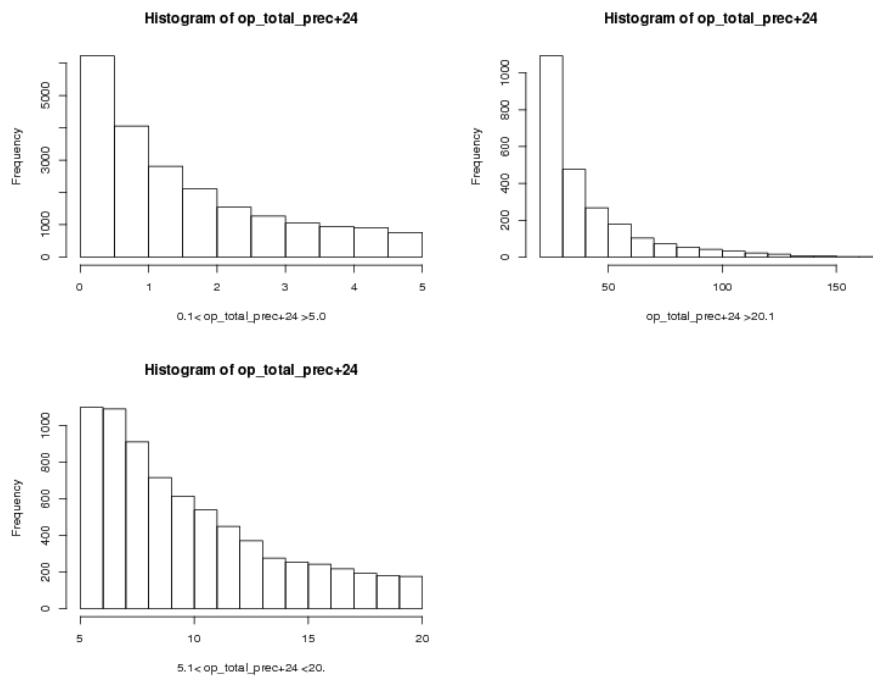 Histogram of op_total_prec+24
Frequency
0 1000 3000 5000
0 1 2 3 4 5
0.1< op_total_prec+24 >5.0
Histogram of op_total_prec+24
Frequency
0 200 400 600 800 1000
50 100 150
op_total_prec+24 >20.1
Histogram of op_total_prec+24
Frequency
0 200 400 600 800 1000
5 10 15 20
5.1< op_total_prec+24 <20.